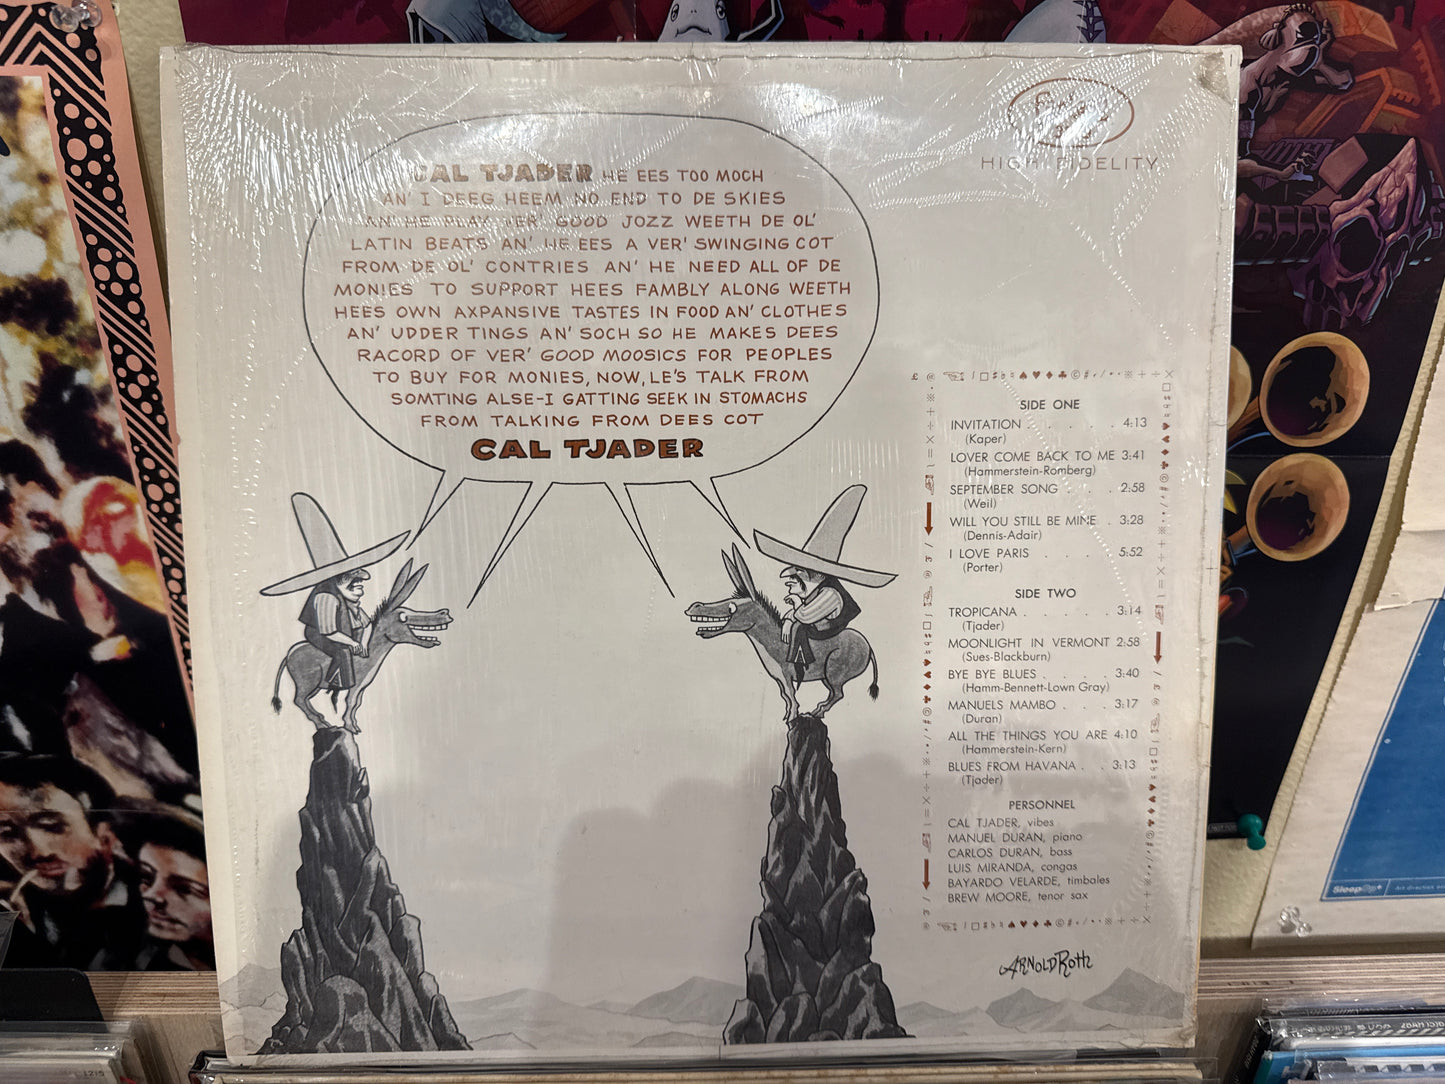 CAL TJADER HE EES TOO MOCH
AN' I DEEG HEEM NO END TO DE SKIES
AN' HE PLAY VER' GOOD JOZZ WEETH DE OL'
LATIN BEATS AN' HE EES A VER' SWINGING COT
FROM DE OL' CONTRIES AN' HE NEED ALL OF DE
MONIES TO SUPPORT HEES FAMBLY ALONG WEETH
HEES OWN AXPANSIVE TASTES IN FOOD AN' CLOTHES
AN' UDDER TINGS AN' SOCH SO HE MAKES DEES
RACORD OF VER' GOOD MOOSICS FOR PEOPLES
TO BUY FOR MONIES, NOW, LE'S TALK FROM
SOMTING ALSE-I GATTING SEEK IN STOMACHS
FROM TALKING FROM DEES COT
CAL TJADER
Fantasy
HIGH FIDELITY
SIDE ONE
INVITATION . . . . . 4:13
(Kaper)
LOVER COME BACK TO ME 3:41
(Hammerstein-Romberg)
SEPTEMBER SONG . . . 2:58
(Weil)
WILL YOU STILL BE MINE . 3:28
(Dennis-Adair)
I LOVE PARIS . . . . 5:52
(Porter)
SIDE TWO
TROPICANA . . . . . 3:14
(Tjader)
MOONLIGHT IN VERMONT 2:58
(Sues-Blackburn)
BYE BYE BLUES . . . . 3:40
(Hamm-Bennett-Lown Gray)
MANUELS MAMBO . . . 3:17
(Duran)
ALL THE THINGS YOU ARE 4:10
(Hammerstein-Kern)
BLUES FROM HAVANA . . 3:13
(Tjader)
PERSONNEL
CAL TJADER, vibes
MANUEL DURAN, piano
CARLOS DURAN, bass
LUIS MIRANDA, congas
BAYARDO VELARDE, timbales
BREW MOORE, tenor sax
ARNOLD ROTH